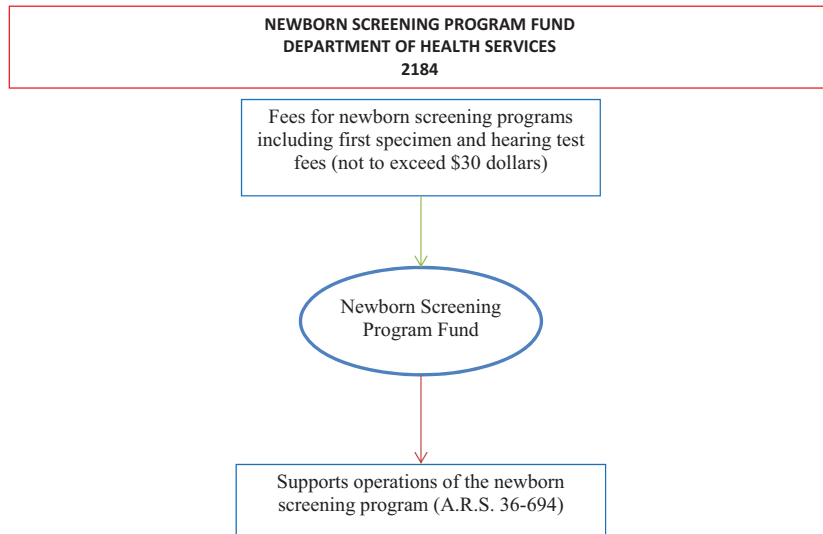 NEWBORN SCREENING PROGRAM FUND
DEPARTMENT OF HEALTH SERVICES
2184
Fees for newborn screening programs
including first specimen and hearing test
fees (not to exceed $30 dollars)
Newborn Screening
Program Fund
Supports operations of the newborn
screening program (A.R.S. 36-694)